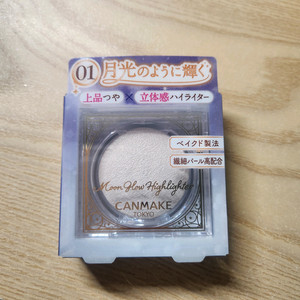 01
月光のように輝く
上品つや × 立体感ハイライター
ベイクド製法
繊細パール高配合
Moon Glow Highlighter
CANMAKE
TOKYO